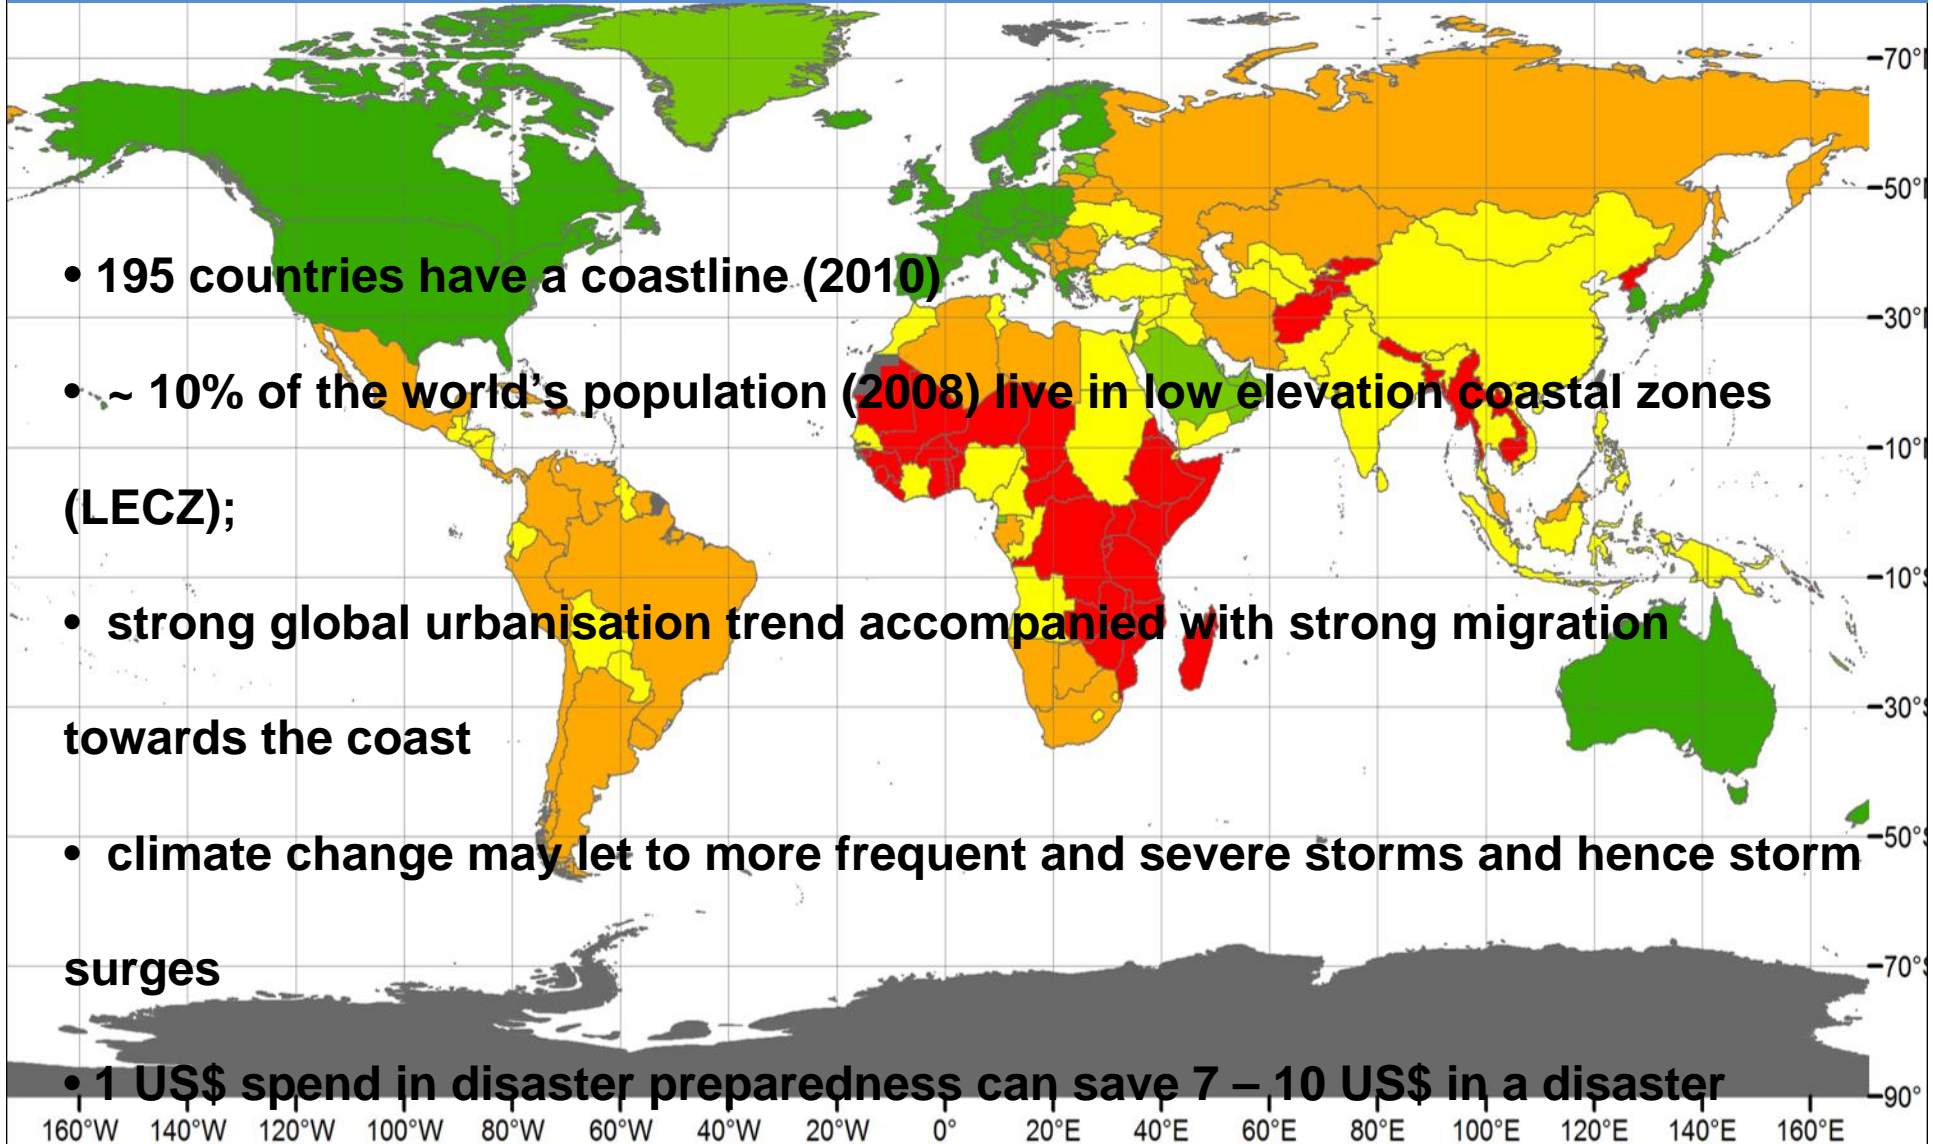 • 195 countries have a coastline (2010)
• ~ 10% of the world's population (2008) live in low elevation coastal zones
(LECZ);
• strong global urbanisation trend accompanied with strong migration
towards the coast
• climate change may let to more frequent and severe storms and hence storm
surges
• 1 US$ spend in disaster preparedness can save 7 – 10 US$ in a disaster
70°
50°
30°
10°
10°
30°
50°
70°
90°
160°W 140°W 120°W 100°W 80°W 60°W 40°W 20°W 0° 20°E 40°E 60°E 80°E 100°E 120°E 140°E 160°E